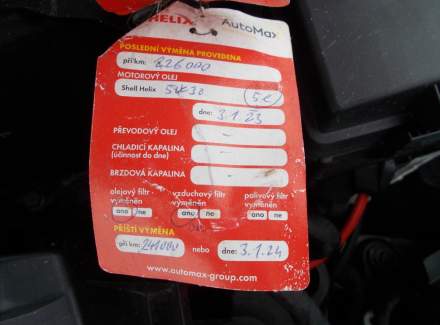 HELIX AutoMax
POSLEDNÍ VÝMĚNA PROVEDENA
při km: 226000
MOTOROVÝ OLEJ
Shell Helix 5W30 5L
dne: 3.1.23
PŘEVODOVÝ OLEJ -
CHLADICÍ KAPALINA
(účinnost do dne) -
BRZDOVÁ KAPALINA -
olejový filtr vzduchový filtr palivový filtr
vyměněn vyměněn vyměněn
ano/ne ano/ne ano/ne
PŘÍŠTÍ VÝMĚNA
při km: 241000 nebo dne: 3.1.24
www.automax-group.com